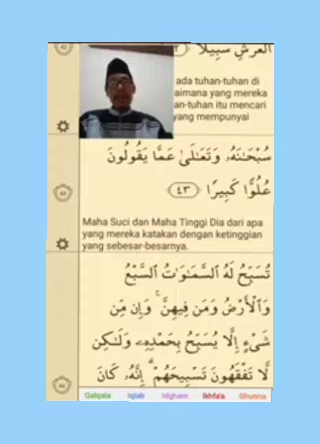 العرش سبيلا
ada tuhan-tuhan di
aimana yang mereka
an-tuhan itu mencari
yang mempunyai
سُبْحَـٰنَهُۥ وَتَعَـٰلَىٰ عَمَّا يَقُولُونَ
عُلُوًّا كَبِيرًا ﴿٤٣﴾
Maha Suci dan Maha Tinggi Dia dari apa
yang mereka katakan dengan ketinggian
yang sebesar-besarnya.
تُسَبِّحُ لَهُ ٱلسَّمَـٰوَٰتُ ٱلسَّبْعُ
وَٱلْأَرْضُ وَمَن فِيهِنَّ ۚ وَإِن مِّن
شَىْءٍ إِلَّا يُسَبِّحُ بِحَمْدِهِۦ وَلَـٰكِن
لَّا تَفْقَهُونَ تَسْبِيحَهُمْ ۗ إِنَّهُۥ كَانَ
Qalqala Iqlab Idgham Ikhfa'a Ghunna